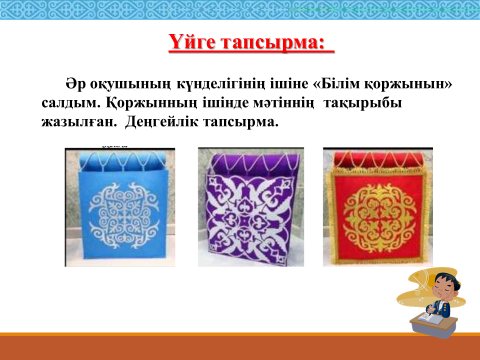 Үйге тапсырма:
Әр оқушының күнделігінің ішіне «Білім қоржынын»
салдым. Қоржынның ішінде мәтіннің тақырыбы
жазылған. Деңгейлік тапсырма.